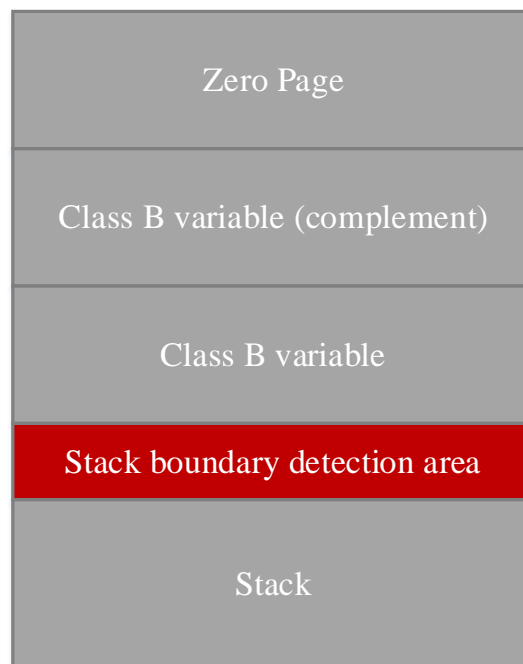 Zero Page
Class B variable (complement)
Class B variable
Stack boundary detection area
Stack